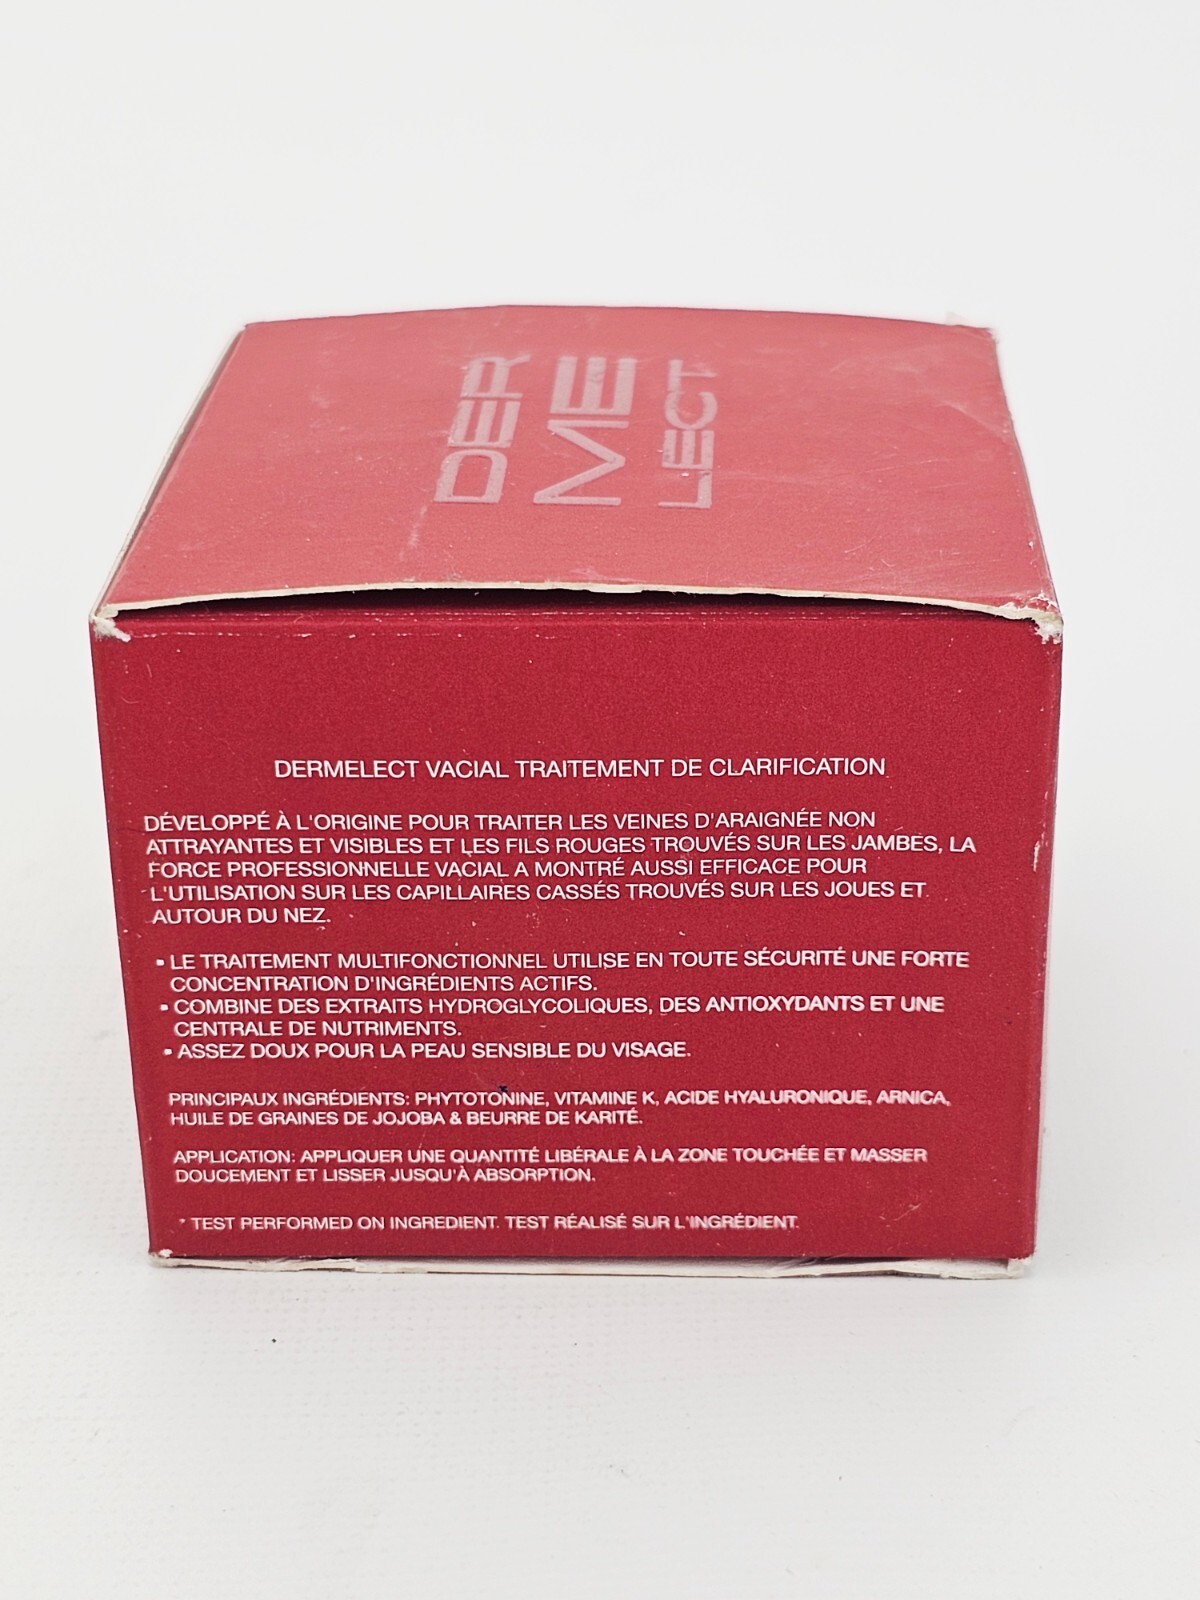 DER
ME
LECT
DERMELECT VACIAL TRAITEMENT DE CLARIFICATION
DÉVELOPPÉ À L'ORIGINE POUR TRAITER LES VEINES D'ARAIGNÉE NON
ATTRAYANTES ET VISIBLES ET LES FILS ROUGES TROUVÉS SUR LES JAMBES, LA
FORCE PROFESSIONNELLE VACIAL A MONTRÉ AUSSI EFFICACE POUR
L'UTILISATION SUR LES CAPILLAIRES CASSÉS TROUVÉS SUR LES JOUES ET
AUTOUR DU NEZ.
▪ LE TRAITEMENT MULTIFONCTIONNEL UTILISE EN TOUTE SÉCURITÉ UNE FORTE
CONCENTRATION D'INGRÉDIENTS ACTIFS.
▪ COMBINE DES EXTRAITS HYDROGLYCOLIQUES, DES ANTIOXYDANTS ET UNE
CENTRALE DE NUTRIMENTS.
▪ ASSEZ DOUX POUR LA PEAU SENSIBLE DU VISAGE.
PRINCIPAUX INGRÉDIENTS: PHYTOTONINE, VITAMINE K, ACIDE HYALURONIQUE, ARNICA,
HUILE DE GRAINES DE JOJOBA & BEURRE DE KARITÉ.
APPLICATION: APPLIQUER UNE QUANTITÉ LIBÉRALE À LA ZONE TOUCHÉE ET MASSER
DOUCEMENT ET LISSER JUSQU'À ABSORPTION.
* TEST PERFORMED ON INGREDIENT. TEST RÉALISÉ SUR L'INGRÉDIENT.